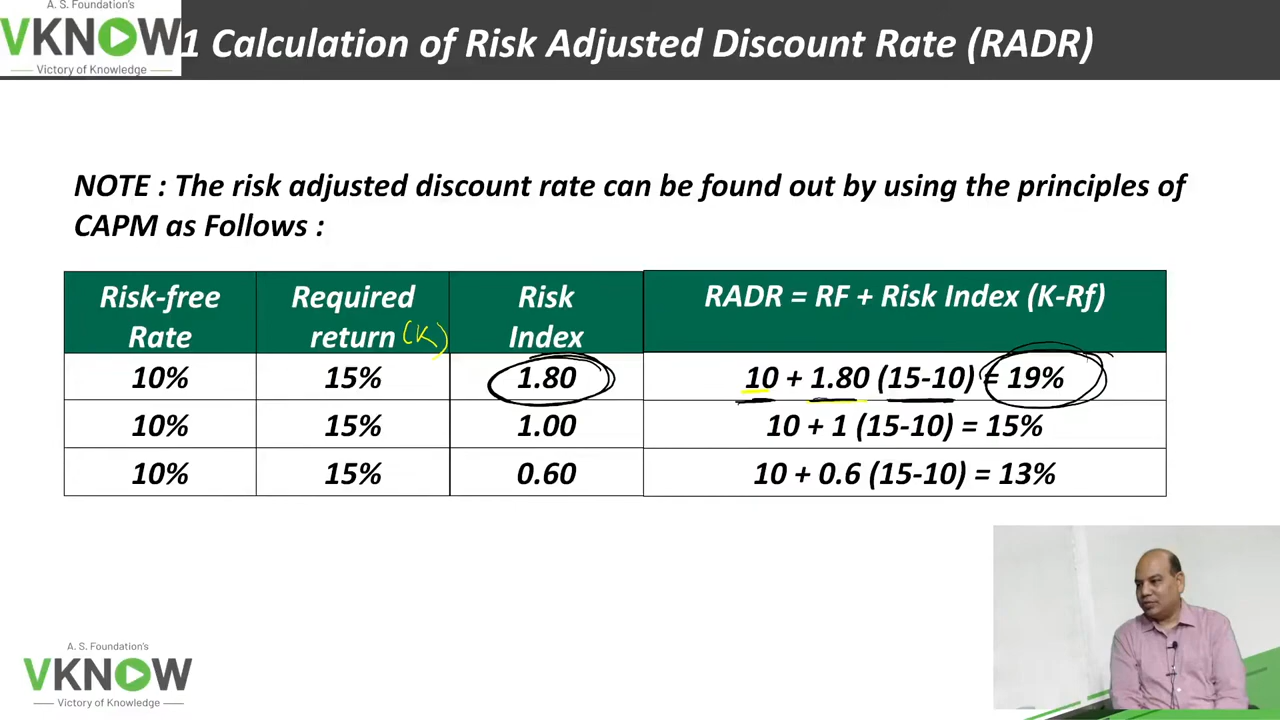 A. S. Foundation's
VKNOW
Victory of Knowledge
1 Calculation of Risk Adjusted Discount Rate (RADR)
NOTE : The risk adjusted discount rate can be found out by using the principles of
CAPM as Follows :
Risk-free Rate | Required return (K) | Risk Index | RADR = RF + Risk Index (K-Rf)
10% | 15% | 1.80 | 10 + 1.80 (15-10) = 19%
10% | 15% | 1.00 | 10 + 1 (15-10) = 15%
10% | 15% | 0.60 | 10 + 0.6 (15-10) = 13%
A. S. Foundation's
VKNOW
Victory of Knowledge